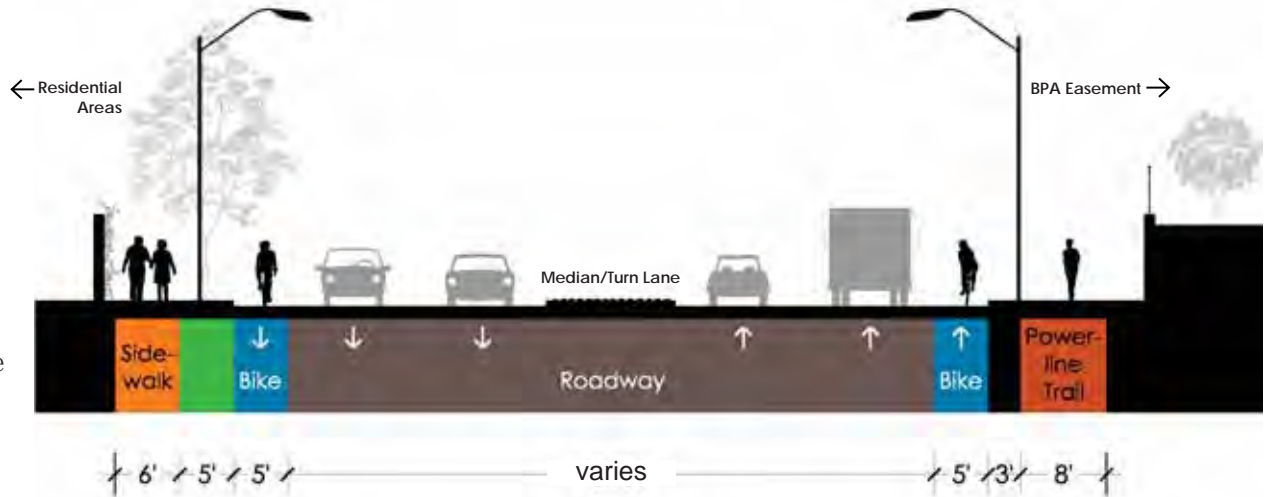 ← Residential
Areas
BPA Easement →
Median/Turn Lane
e
Side-
walk
↓
Bike
↓
↓
Roadway
↑
↑
↑
Bike
Power-
line
Trail
6' 5' 5' varies 5' 3' 8'